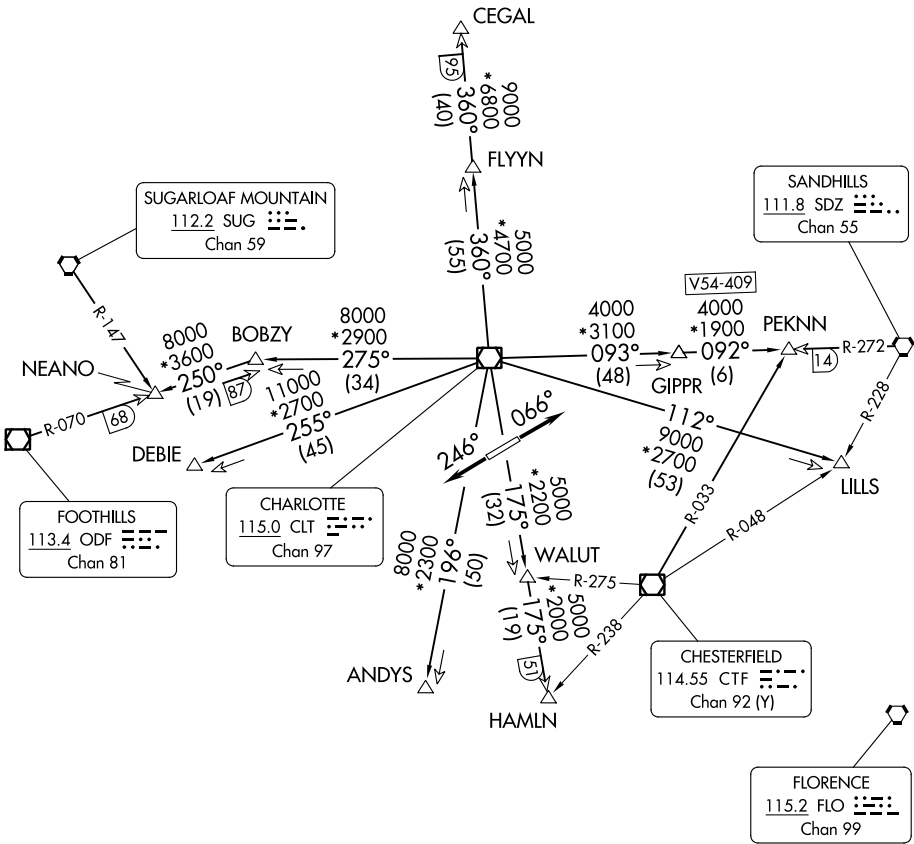 CEGAL
95
360°
(40)
9000
*6800
FLYYN
360°
(55)
5000
*4700
SUGARLOAF MOUNTAIN
112.2 SUG
Chan 59
SANDHILLS
111.8 SDZ
Chan 55
R-147
NEANO
8000
*3600
250°
(19)
87
BOBZY
8000
*2900
275°
(34)
4000
*3100
093°
(48)
GIPPR
V54-409
4000
*1900
092°
(6)
PEKNN
14
R-272
R-228
R-070
68
11000
*2700
255°
(45)
DEBIE
246°
066°
112°
9000
*2700
(53)
LILLS
R-033
R-048
FOOTHILLS
113.4 ODF
Chan 81
CHARLOTTE
115.0 CLT
Chan 97
8000
*2300
196°
(50)
ANDYS
5000
*2200
175°
(32)
WALUT
R-275
5000
*2000
175°
(19)
51
HAMLN
R-238
CHESTERFIELD
114.55 CTF
Chan 92 (Y)
FLORENCE
115.2 FLO
Chan 99